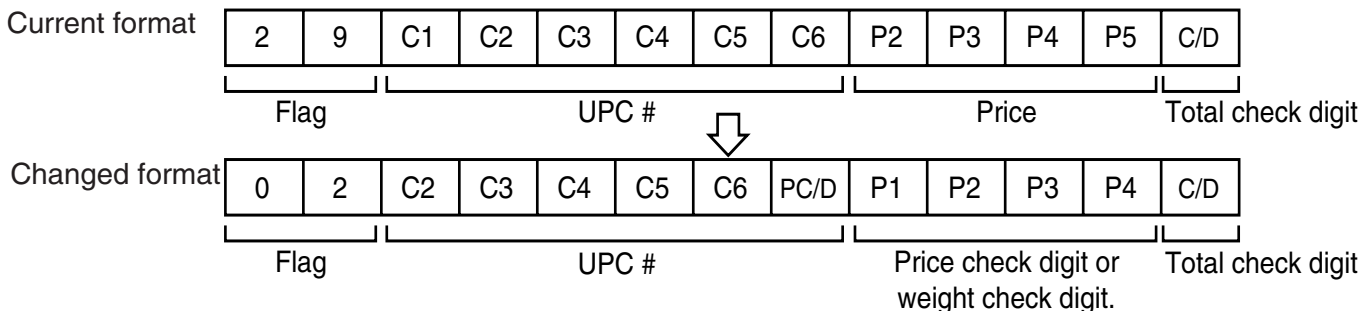 Current format 2 9 C1 C2 C3 C4 C5 C6 P2 P3 P4 P5 C/D
Flag UPC # Price Total check digit
Changed format 0 2 C2 C3 C4 C5 C6 PC/D P1 P2 P3 P4 C/D
Flag UPC # Price check digit or Total check digit
weight check digit.